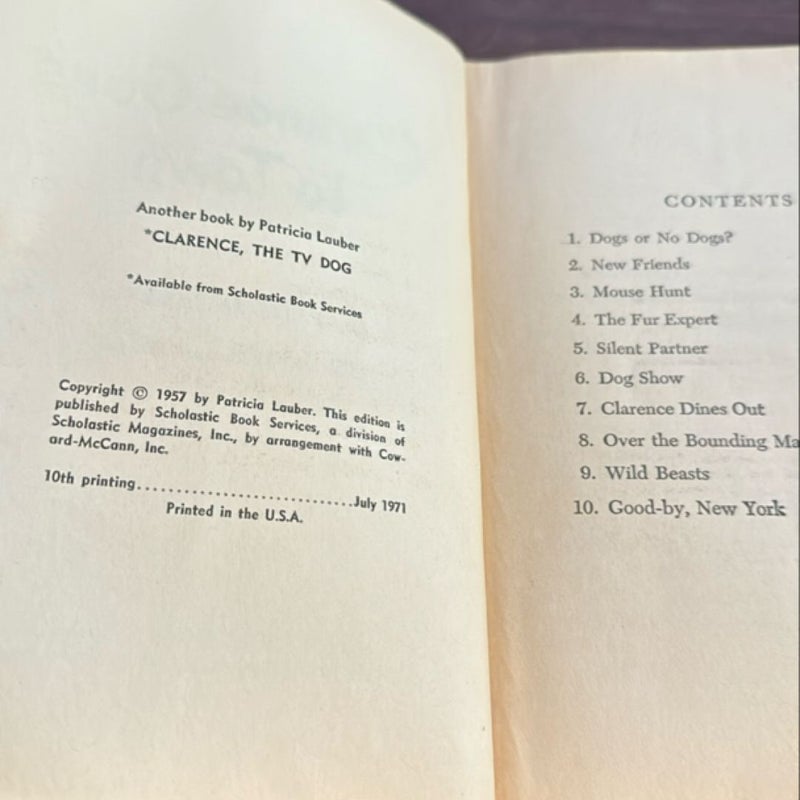 Another book by Patricia Lauber
*CLARENCE, THE TV DOG
*Available from Scholastic Book Services
Copyright © 1957 by Patricia Lauber. This edition is
published by Scholastic Book Services, a division of
Scholastic Magazines, Inc., by arrangement with Cow-
ard-McCann, Inc.
10th printing..............................July 1971
Printed in the U.S.A.
CONTENTS
1. Dogs or No Dogs?
2. New Friends
3. Mouse Hunt
4. The Fur Expert
5. Silent Partner
6. Dog Show
7. Clarence Dines Out
8. Over the Bounding Ma
9. Wild Beasts
10. Good-by, New York